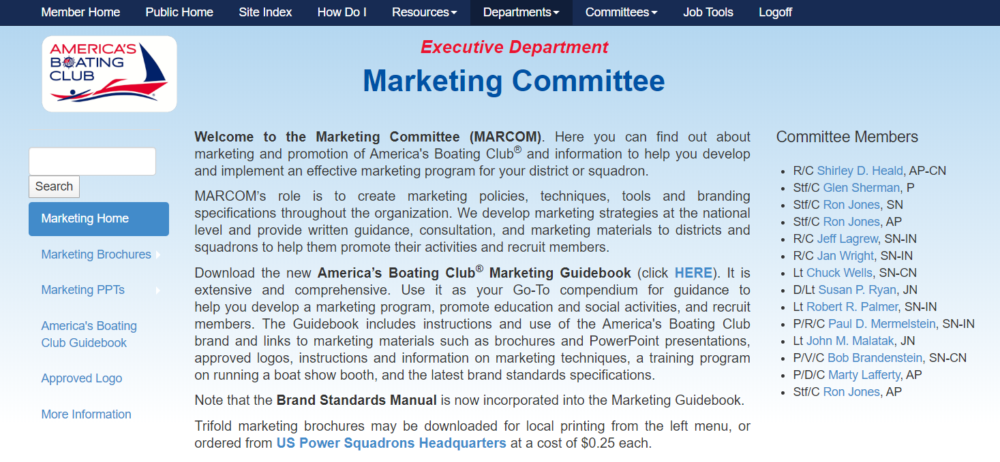 Member Home Public Home Site Index How Do I Resources Departments Committees Job Tools Logoff
AMERICA'S
BOATING
CLUB
®
Executive Department
Marketing Committee
Search
Marketing Home
Marketing Brochures
Marketing PPTs
America's Boating
Club Guidebook
Approved Logo
More Information
Welcome to the Marketing Committee (MARCOM). Here you can find out about
marketing and promotion of America's Boating Club® and information to help you develop
and implement an effective marketing program for your district or squadron.
MARCOM’s role is to create marketing policies, techniques, tools and branding
specifications throughout the organization. We develop marketing strategies at the national
level and provide written guidance, consultation, and marketing materials to districts and
squadrons to help them promote their activities and recruit members.
Download the new America’s Boating Club® Marketing Guidebook (click HERE). It is
extensive and comprehensive. Use it as your Go-To compendium for guidance to
help you develop a marketing program, promote education and social activities, and recruit
members. The Guidebook includes instructions and use of the America's Boating Club
brand and links to marketing materials such as brochures and PowerPoint presentations,
approved logos, instructions and information on marketing techniques, a training program
on running a boat show booth, and the latest brand standards specifications.
Note that the Brand Standards Manual is now incorporated into the Marketing Guidebook.
Trifold marketing brochures may be downloaded for local printing from the left menu, or
ordered from US Power Squadrons Headquarters at a cost of $0.25 each.
Committee Members
• R/C Shirley D. Heald, AP-CN
• Stf/C Glen Sherman, P
• Stf/C Ron Jones, SN
• Stf/C Ron Jones, AP
• R/C Jeff Lagrew, SN-IN
• R/C Jan Wright, SN-IN
• Lt Chuck Wells, SN-CN
• D/Lt Susan P. Ryan, JN
• Lt Robert R. Palmer, SN-IN
• P/R/C Paul D. Mermelstein, SN-IN
• Lt John M. Malatak, JN
• P/V/C Bob Brandenstein, SN-CN
• P/D/C Marty Lafferty, AP
• Stf/C Ron Jones, AP